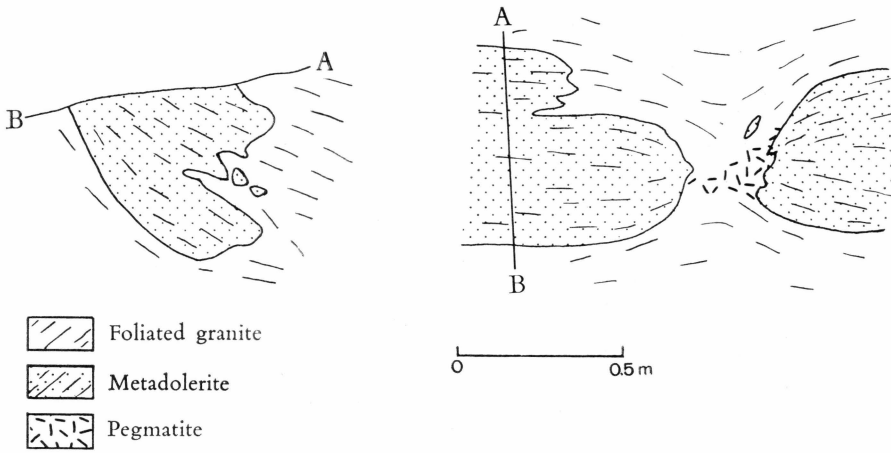 A
B
A
B
Foliated granite
Metadolerite
Pegmatite
0 0.5 m